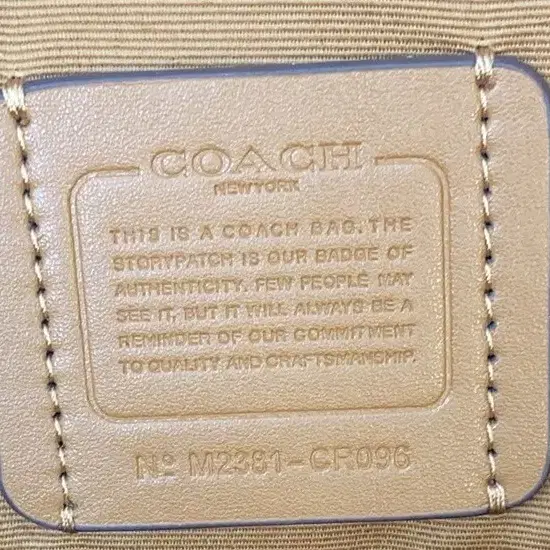 COACH
NEW YORK
THIS IS A COACH BAG. THE
STORYPATCH IS OUR BADGE OF
AUTHENTICITY. FEW PEOPLE MAY
SEE IT, BUT IT WILL ALWAYS BE A
REMINDER OF OUR COMMITMENT
TO QUALITY AND CRAFTSMANSHIP.
Nº M2381-CR096